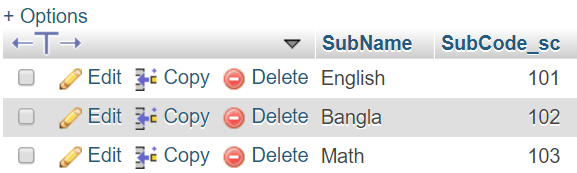 + Options
←T→ SubName SubCode_sc
Edit Copy Delete English 101
Edit Copy Delete Bangla 102
Edit Copy Delete Math 103